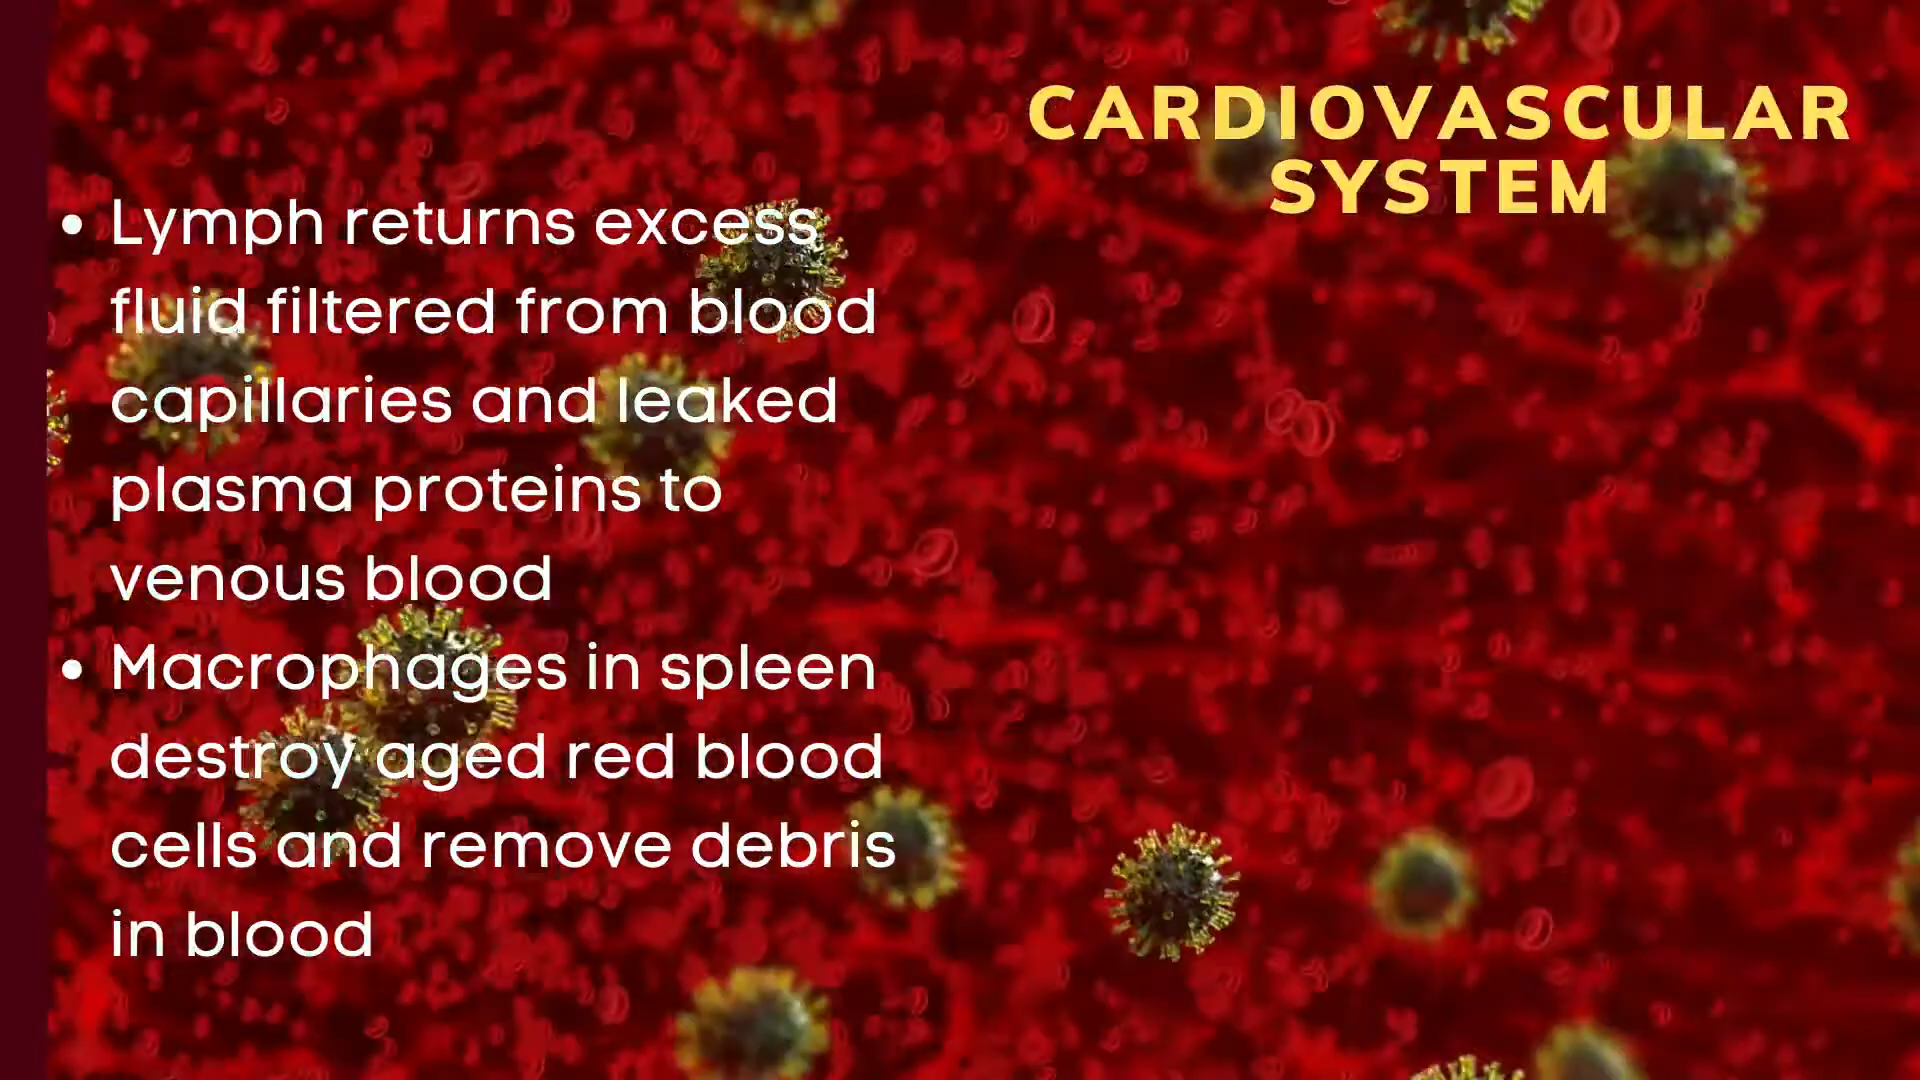 CARDIOVASCULAR
SYSTEM
• Lymph returns excess
fluid filtered from blood
capillaries and leaked
plasma proteins to
venous blood
• Macrophages in spleen
destroy aged red blood
cells and remove debris
in blood